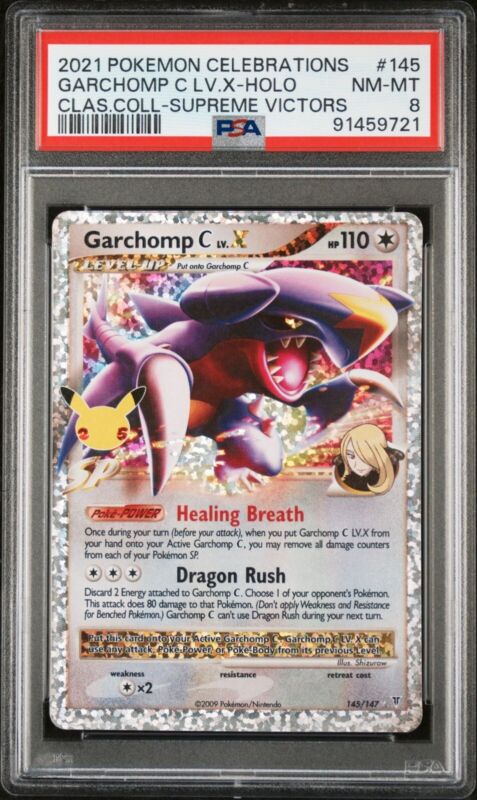 2021 POKEMON CELEBRATIONS #145
GARCHOMP C LV.X-HOLO NM-MT
CLAS.COLL-SUPREME VICTORS 8
PSA 91459721
Garchomp C LV.X HP110
LEVEL-UP Put onto Garchomp C
25
SP
Poké-POWER Healing Breath
Once during your turn (before your attack), when you put Garchomp C LV.X from
your hand onto your Active Garchomp C, you may remove all damage counters
from each of your Pokémon SP.
Dragon Rush
Discard 2 Energy attached to Garchomp C. Choose 1 of your opponent's Pokémon.
This attack does 80 damage to that Pokémon. (Don't apply Weakness and Resistance
for Benched Pokémon.) Garchomp C can't use Dragon Rush during your next turn.
Put this card onto your Active Garchomp C. Garchomp C LV. X can
use any attack, Poké-Power, or Poké-Body from its previous Level.
Illus. Shizurow
weakness resistance retreat cost
×2
©2009 Pokémon/Nintendo 145/147
PSA